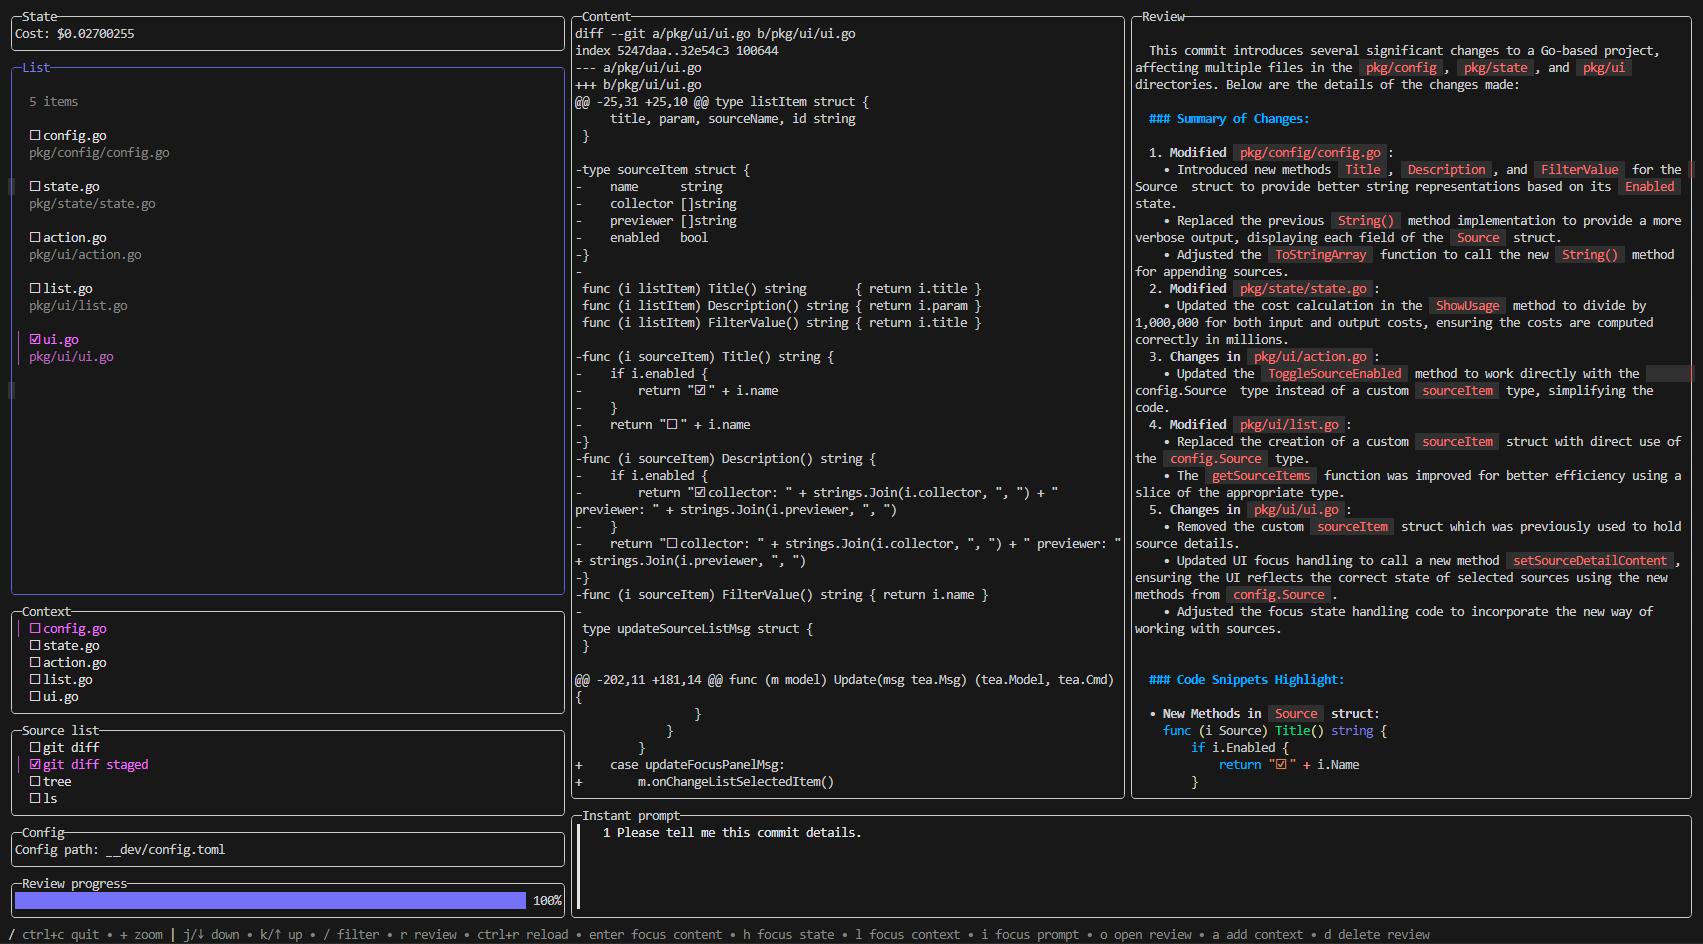 State
Cost: $0.02700255
List
5 items
☐ config.go
pkg/config/config.go
☐ state.go
pkg/state/state.go
☐ action.go
pkg/ui/action.go
☐ list.go
pkg/ui/list.go
☑ ui.go
pkg/ui/ui.go
Context
☐ config.go
☐ state.go
☐ action.go
☐ list.go
☐ ui.go
Source list
☐ git diff
☑ git diff staged
☐ tree
☐ ls
Config
Config path: __dev/config.toml
Review progress
100%
Content
diff --git a/pkg/ui/ui.go b/pkg/ui/ui.go
index 5247daa..32e54c3 100644
--- a/pkg/ui/ui.go
+++ b/pkg/ui/ui.go
@@ -25,31 +25,10 @@ type listItem struct {
     title, param, sourceName, id string
 }

-type sourceItem struct {
-    name      string
-    collector []string
-    previewer []string
-    enabled   bool
-}
-
 func (i listItem) Title() string       { return i.title }
 func (i listItem) Description() string { return i.param }
 func (i listItem) FilterValue() string { return i.title }

-func (i sourceItem) Title() string {
-    if i.enabled {
-        return "☑ " + i.name
-    }
-    return "☐ " + i.name
-}
-func (i sourceItem) Description() string {
-    if i.enabled {
-        return "☑ collector: " + strings.Join(i.collector, ", ") + "
previewer: " + strings.Join(i.previewer, ", ")
-    }
-    return "☐ collector: " + strings.Join(i.collector, ", ") + " previewer: "
+ strings.Join(i.previewer, ", ")
-}
-func (i sourceItem) FilterValue() string { return i.name }
-
 type updateSourceListMsg struct {
 }

@@ -202,11 +181,14 @@ func (m model) Update(msg tea.Msg) (tea.Model, tea.Cmd)
{
                 }
             }
         }
+    case updateFocusPanelMsg:
+        m.onChangeListSelectedItem()
Review
This commit introduces several significant changes to a Go-based project,
affecting multiple files in the pkg/config , pkg/state , and pkg/ui
directories. Below are the details of the changes made:
### Summary of Changes:
1. Modified pkg/config/config.go :
• Introduced new methods Title , Description , and FilterValue for the
Source struct to provide better string representations based on its Enabled
state.
• Replaced the previous String() method implementation to provide a more
verbose output, displaying each field of the Source struct.
• Adjusted the ToStringArray function to call the new String() method
for appending sources.
2. Modified pkg/state/state.go :
• Updated the cost calculation in the ShowUsage method to divide by
1,000,000 for both input and output costs, ensuring the costs are computed
correctly in millions.
3. Changes in pkg/ui/action.go :
• Updated the ToggleSourceEnabled method to work directly with the
config.Source type instead of a custom sourceItem type, simplifying the
code.
4. Modified pkg/ui/list.go :
• Replaced the creation of a custom sourceItem struct with direct use of
the config.Source type.
• The getSourceItems function was improved for better efficiency using a
slice of the appropriate type.
5. Changes in pkg/ui/ui.go :
• Removed the custom sourceItem struct which was previously used to hold
source details.
• Updated UI focus handling to call a new method setSourceDetailContent ,
ensuring the UI reflects the correct state of selected sources using the new
methods from config.Source .
• Adjusted the focus state handling code to incorporate the new way of
working with sources.
### Code Snippets Highlight:
• New Methods in Source struct:
func (i Source) Title() string {
    if i.Enabled {
        return "☑ " + i.Name
    }
Instant prompt
1 Please tell me this commit details.
/ ctrl+c quit • + zoom | j/↓ down • k/↑ up • / filter • r review • ctrl+r reload • enter focus content • h focus state • l focus context • i focus prompt • o open review • a add context • d delete review